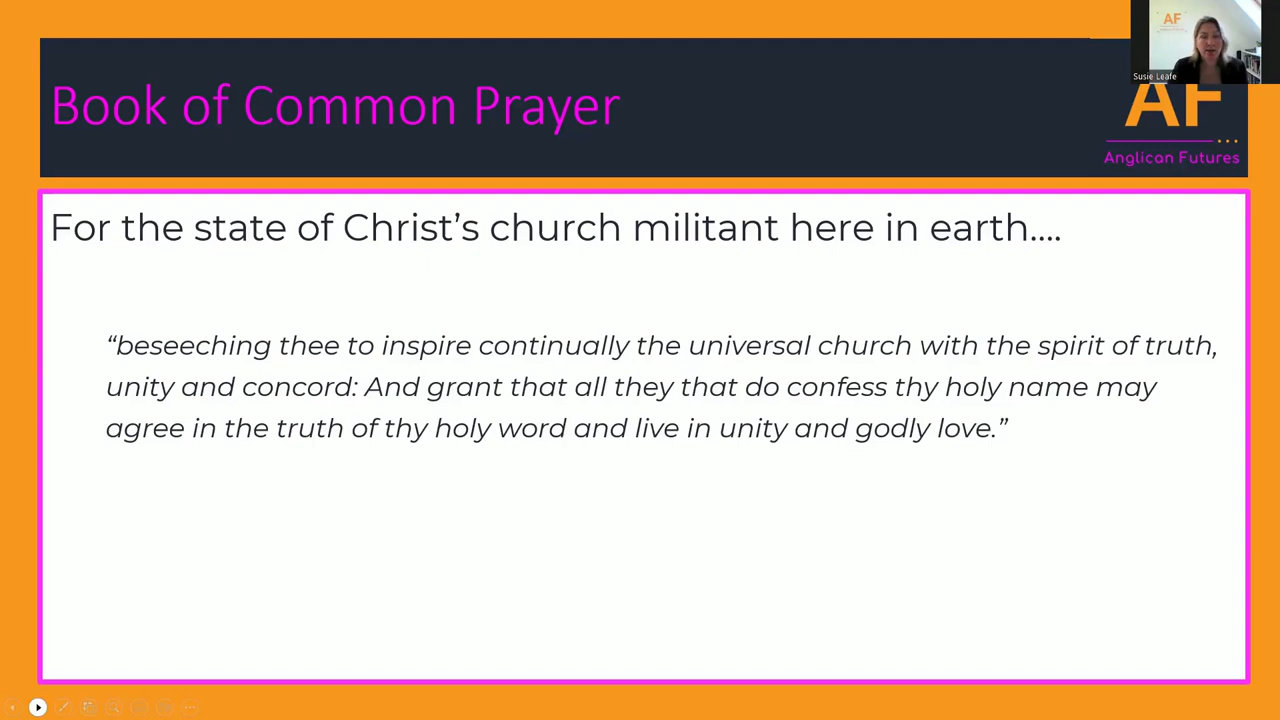 AF
Susie Leafe
Book of Common Prayer
AF
Anglican Futures
For the state of Christ’s church militant here in earth....
“beseeching thee to inspire continually the universal church with the spirit of truth,
unity and concord: And grant that all they that do confess thy holy name may
agree in the truth of thy holy word and live in unity and godly love.”